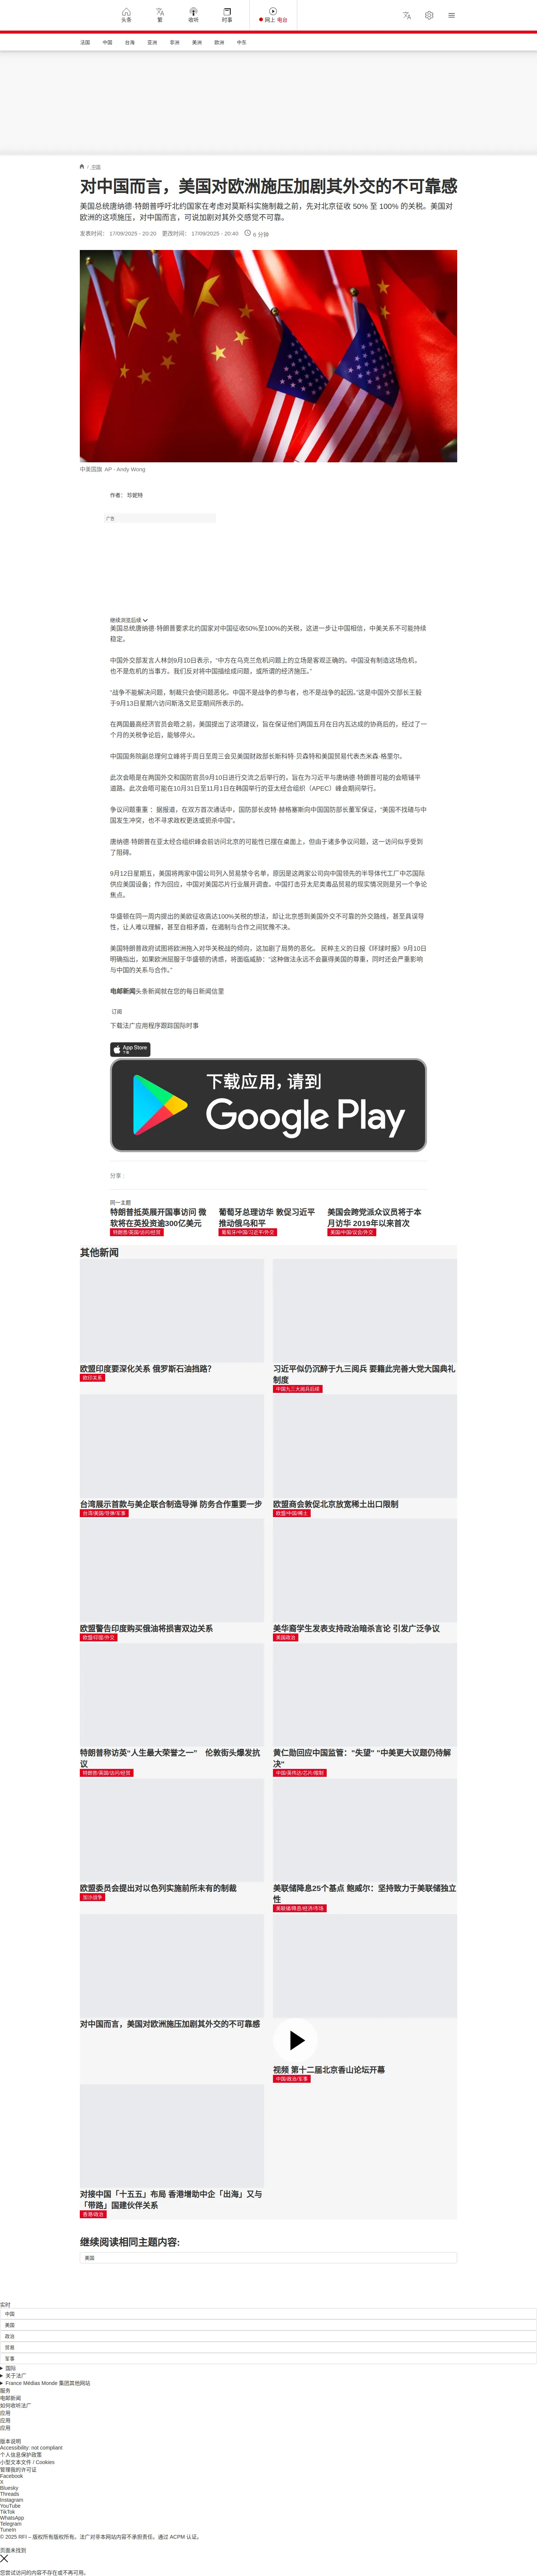 头条
繁
收听
时事
网上 电台
法国
中国
台海
亚洲
非洲
美洲
欧洲
中东
/ 中国
对中国而言，美国对欧洲施压加剧其外交的不可靠感
美国总统唐纳德·特朗普呼吁北约国家在考虑对莫斯科实施制裁之前，先对北京征收 50% 至 100% 的关税。美国对
欧洲的这项施压，对中国而言，可说加剧对其外交感觉不可靠。
发表时间： 17/09/2025 - 20:20 更改时间： 17/09/2025 - 20:40 6 分钟
中美国旗 AP - Andy Wong
作者： 珍妮特
广告
继续浏览后续
美国总统唐纳德·特朗普要求北约国家对中国征收50%至100%的关税，这进一步让中国相信，中美关系不可能持续
稳定。
中国外交部发言人林剑9月10日表示，“中方在乌克兰危机问题上的立场是客观正确的。中国没有制造这场危机，
也不是危机的当事方。我们反对将中国描绘成问题，或所谓的经济施压。”
“战争不能解决问题，制裁只会使问题恶化。中国不是战争的参与者，也不是战争的起因。”这是中国外交部长王毅
于9月13日星期六访问斯洛文尼亚期间所表示的。
在两国最高经济官员会晤之前，美国提出了这项建议，旨在保证他们两国五月在日内瓦达成的协商后的，经过了一
个月的关税争论后，能够停火。
中国国务院副总理何立峰将于周日至周三会见美国财政部长斯科特·贝森特和美国贸易代表杰米森·格里尔。
此次会晤是在两国外交和国防官员9月10日进行交流之后举行的，旨在为习近平与唐纳德·特朗普可能的会晤铺平
道路。此次会晤可能在10月31日至11月1日在韩国举行的亚太经合组织（APEC）峰会期间举行。
争议问题重重 ：据报道，在双方首次通话中，国防部长皮特·赫格塞斯向中国国防部长董军保证，“美国不找碴与中
国发生冲突，也不寻求政权更迭或扼杀中国”。
唐纳德·特朗普在亚太经合组织峰会前访问北京的可能性已摆在桌面上，但由于诸多争议问题，这一访问似乎受到
了阻碍。
9月12日星期五，美国将两家中国公司列入贸易禁令名单，原因是这两家公司向中国领先的半导体代工厂中芯国际
供应美国设备；作为回应，中国对美国芯片行业展开调查。中国打击芬太尼类毒品贸易的现实情况则是另一个争论
焦点。
华盛顿在同一周内提出的美欧征收高达100%关税的想法，却让北京感到美国外交不可靠的外交路线，甚至具误导
性，让人难以理解，甚至自相矛盾，在遏制与合作之间犹豫不决。
美国特朗普政府试图将欧洲拖入对华关税战的倾向，这加剧了局势的恶化。 民粹主义的日报《环球时报》9月10日
明确指出，如果欧洲屈服于华盛顿的诱惑，将面临威胁：“这种做法永远不会赢得美国的尊重，同时还会严重影响
与中国的关系与合作。”
电邮新闻头条新闻就在您的每日新闻信里
订阅
下载法广应用程序跟踪国际时事
App Store
下载
下载应用，请到
Google Play
分享 :
同一主题
特朗普抵英展开国事访问 微
软将在英投资逾300亿美元
特朗普/英国/访问/经贸
葡萄牙总理访华 敦促习近平
推动俄乌和平
葡萄牙/中国/习近平/外交
美国会跨党派众议员将于本
月访华 2019年以来首次
美国/中国/议会/外交
其他新闻
欧盟印度要深化关系 俄罗斯石油挡路？
欧印关系
习近平似仍沉醉于九三阅兵 要藉此完善大党大国典礼
制度
中国九三大阅兵后续
台湾展示首款与美企联合制造导弹 防务合作重要一步
台湾/美国/导弹/军事
欧盟商会敦促北京放宽稀土出口限制
欧盟/中国/稀土
欧盟警告印度购买俄油将损害双边关系
欧盟/印度/外交
美华裔学生发表支持政治暗杀言论 引发广泛争议
美国政治
特朗普称访英“人生最大荣誉之一” 伦敦街头爆发抗
议
特朗普/英国/访问/经贸
黄仁勋回应中国监管："失望" "中美更大议题仍待解
决"
中国/英伟达/芯片/遏制
欧盟委员会提出对以色列实施前所未有的制裁
加沙战争
美联储降息25个基点 鲍威尔：坚持致力于美联储独立
性
美联储/降息/经济/市场
对中国而言，美国对欧洲施压加剧其外交的不可靠感
视频 第十二届北京香山论坛开幕
中国/政治/军事
对接中国「十五五」布局 香港增助中企「出海」又与
「带路」国建伙伴关系
香港/政治
继续阅读相同主题内容:
美国
实时
中国
美国
政治
贸易
军事
国际
关于法广
France Médias Monde 集团其他网站
服务
电邮新闻
如何收听法广
应用
应用
应用
版本说明
Accessibility: not compliant
个人信息保护政策
小型文本文件 / Cookies
管理我的许可证
Facebook
X
Bluesky
Threads
Instagram
YouTube
TikTok
WhatsApp
Telegram
TuneIn
© 2025 RFI – 版权所有版权所有。法广对非本网站内容不承担责任。通过 ACPM 认证。
页面未找到
您尝试访问的内容不存在或不再可用。